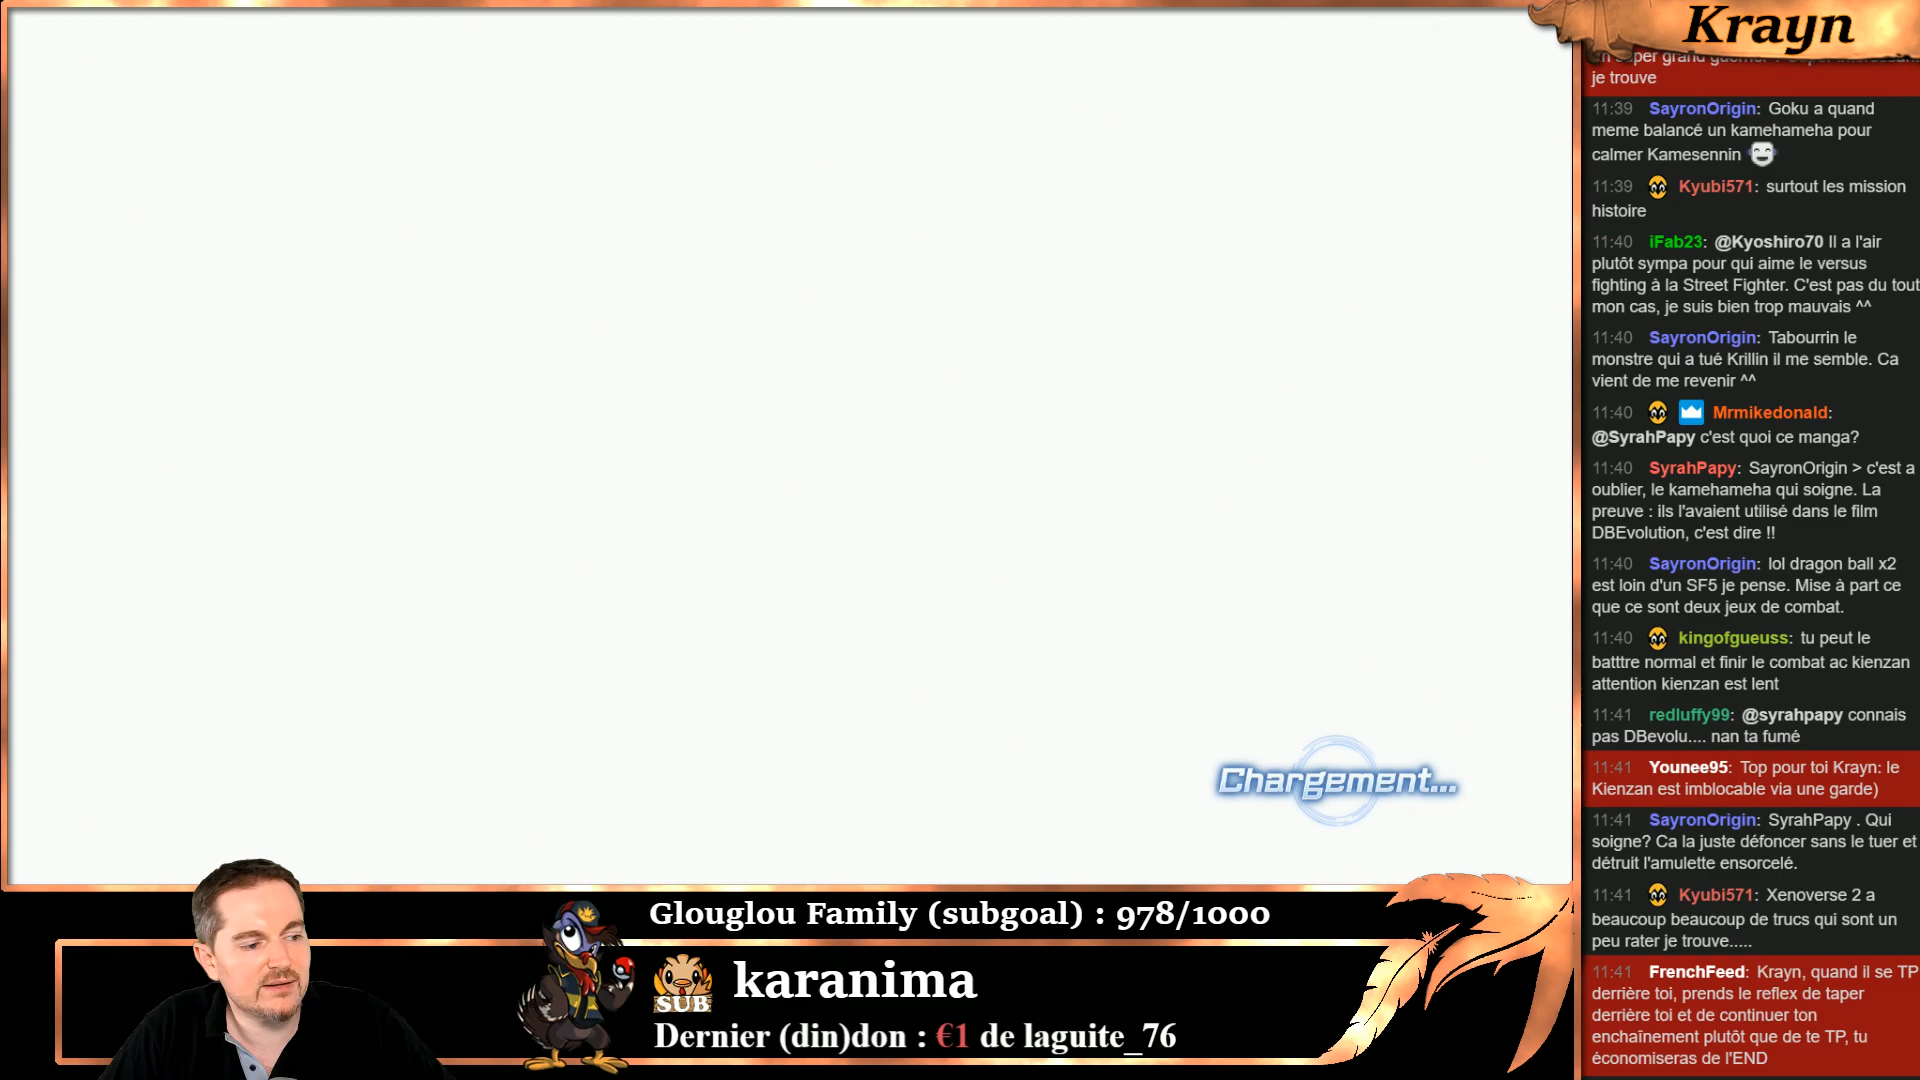 Krayn
je trouve
11:39 SayronOrigin: Goku a quand
meme balancé un kamehameha pour
calmer Kamesennin
11:39 Kyubi571: surtout les mission
histoire
11:40 iFab23: @Kyoshiro70 Il a l'air
plutôt sympa pour qui aime le versus
fighting à la Street Fighter. C'est pas du tout
mon cas, je suis bien trop mauvais ^^
11:40 SayronOrigin: Tabourrin le
monstre qui a tué Krillin il me semble. Ca
vient de me revenir ^^
11:40 Mrmikedonald:
@SyrahPapy c'est quoi ce manga?
11:40 SyrahPapy: SayronOrigin > c'est a
oublier, le kamehameha qui soigne. La
preuve : ils l'avaient utilisé dans le film
DBEvolution, c'est dire !!
11:40 SayronOrigin: lol dragon ball x2
est loin d'un SF5 je pense. Mise à part ce
que ce sont deux jeux de combat.
11:40 kingofgueuss: tu peut le
batttre normal et finir le combat ac kienzan
attention kienzan est lent
11:41 redluffy99: @syrahpapy connais
pas DBevolu.... nan ta fumé
11:41 Younee95: Top pour toi Krayn: le
Kienzan est imblocable via une garde)
11:41 SayronOrigin: SyrahPapy . Qui
soigne? Ca la juste défoncer sans le tuer et
détruit l'amulette ensorcelé.
11:41 Kyubi571: Xenoverse 2 a
beaucoup beaucoup de trucs qui sont un
peu rater je trouve.....
11:41 FrenchFeed: Krayn, quand il se TP
derrière toi, prends le reflex de taper
derrière toi et de continuer ton
enchaînement plutôt que de te TP, tu
économiseras de l'END
Chargement...
Glouglou Family (subgoal) : 978/1000
SUB karanima
Dernier (din)don : €1 de laguite_76